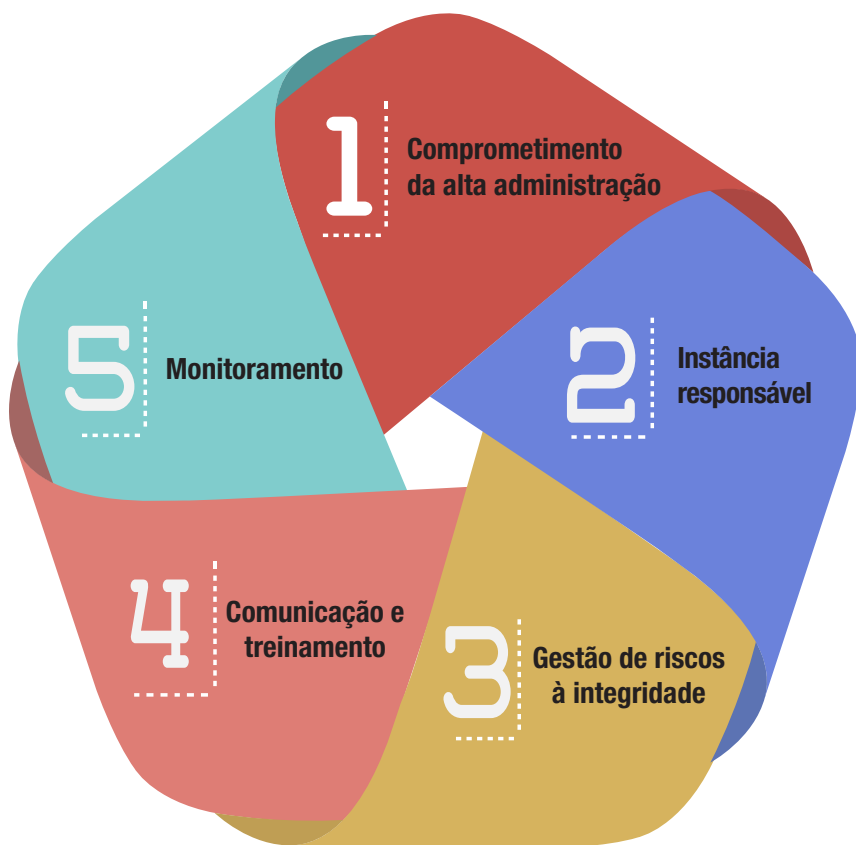 1
Comprometimento
da alta administração
2
Instância
responsável
3
Gestão de riscos
à integridade
4
Comunicação e
treinamento
5
Monitoramento